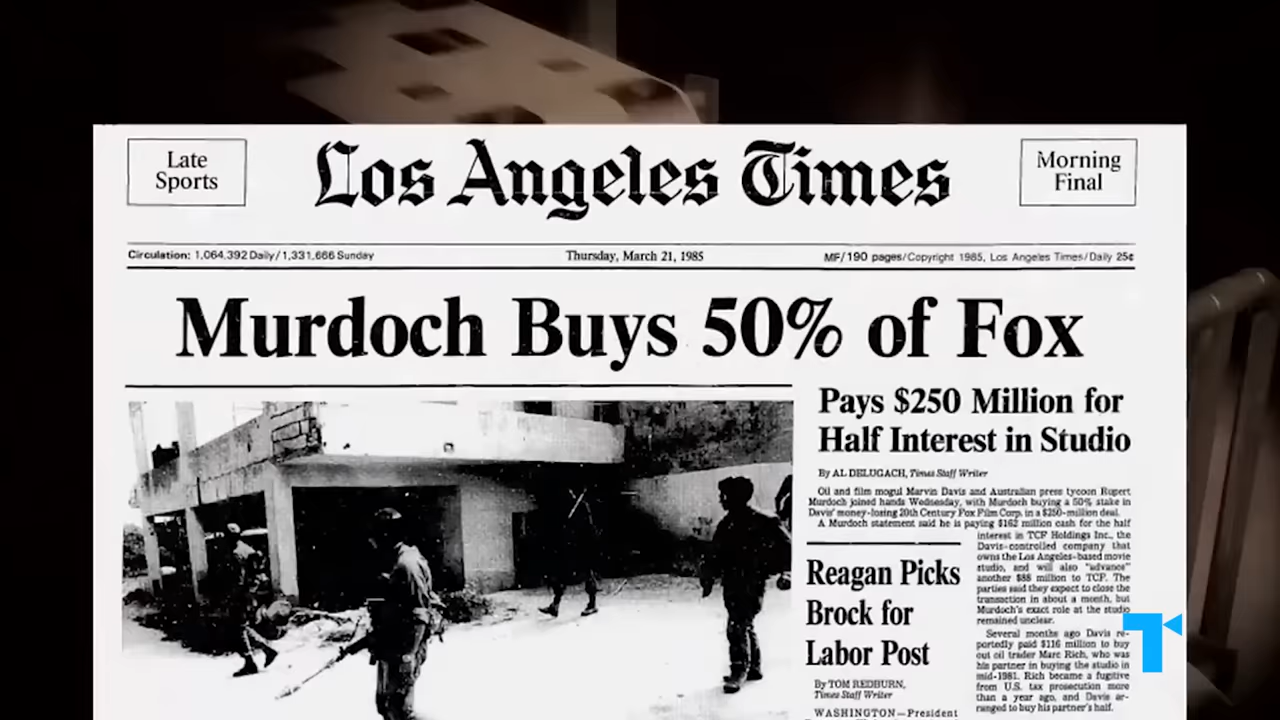 Late
Sports
Los Angeles Times
Morning
Final
Circulation: 1,064,392 Daily/1,331,666 Sunday
Thursday, March 21, 1985
MF/190 pages/Copyright 1985, Los Angeles Times/Daily 25¢
Murdoch Buys 50% of Fox
Pays $250 Million for
Half Interest in Studio
By AL DELUGACH, Times Staff Writer
Oil and film mogul Marvin Davis and Australian press tycoon Rupert
Murdoch joined hands Wednesday, with Murdoch buying a 50% stake in
Davis' money-losing 20th Century Fox Film Corp. in a $250-million deal.
A Murdoch statement said he is paying $162 million cash for the half
interest in TCF Holdings Inc., the
Davis-controlled company that
owns the Los Angeles-based movie
studio, and will also "advance"
another $88 million to TCF. The
parties said they expect to close the
transaction in about a month, but
Murdoch's exact role at the studio
remained unclear.
Several months ago Davis re-
portedly paid $116 million to buy
out oil trader Marc Rich, who was
his partner in buying the studio in
mid-1981. Rich became a fugitive
from U.S. tax prosecution more
than a year ago, and Davis ar-
ranged to buy his partner's half.
Reagan Picks
Brock for
Labor Post
By TOM REDBURN,
Times Staff Writer
WASHINGTON—President